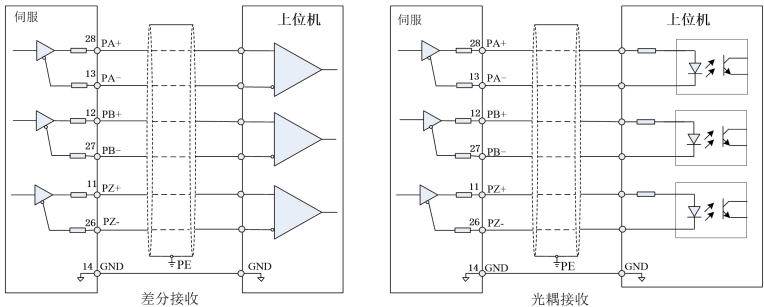 伺服
上位机
28 PA+
13 PA−
12 PB+
27 PB−
11 PZ+
26 PZ-
PE
14 GND
GND
差分接收
伺服
上位机
28 PA+
13 PA−
12 PB+
27 PB−
11 PZ+
26 PZ-
PE
14 GND
GND
光耦接收